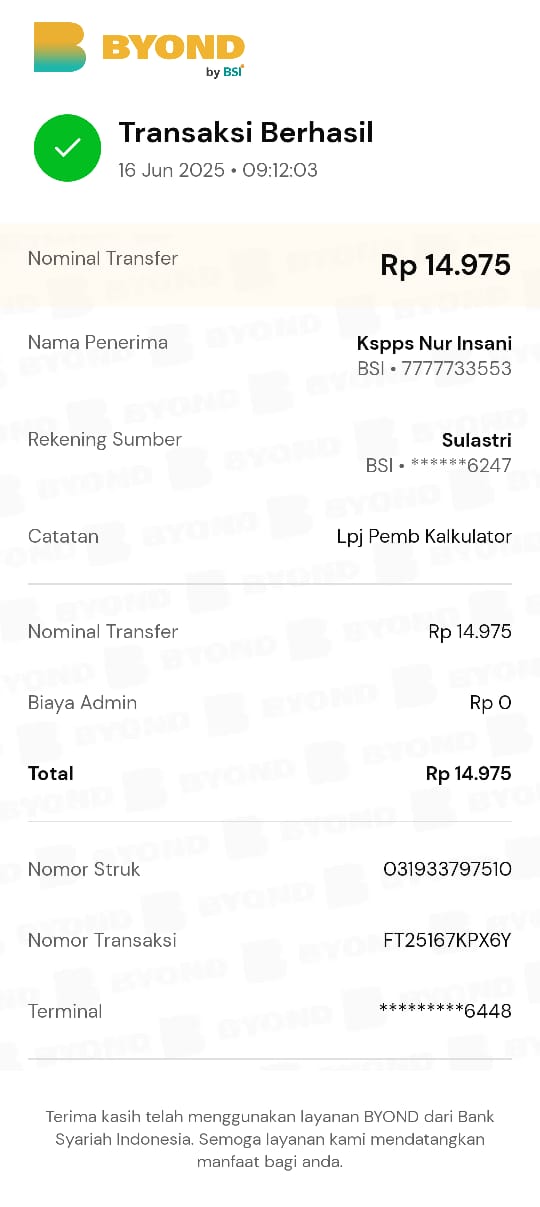 BYOND
by BSI
Transaksi Berhasil
16 Jun 2025 • 09:12:03
Nominal Transfer
Rp 14.975
Nama Penerima
Kspps Nur Insani
BSI • 7777733553
Rekening Sumber
Sulastri
BSI • ******6247
Catatan
Lpj Pemb Kalkulator
Nominal Transfer
Rp 14.975
Biaya Admin
Rp 0
Total
Rp 14.975
Nomor Struk
031933797510
Nomor Transaksi
FT25167KPX6Y
Terminal
*********6448
Terima kasih telah menggunakan layanan BYOND dari Bank
Syariah Indonesia. Semoga layanan kami mendatangkan
manfaat bagi anda.